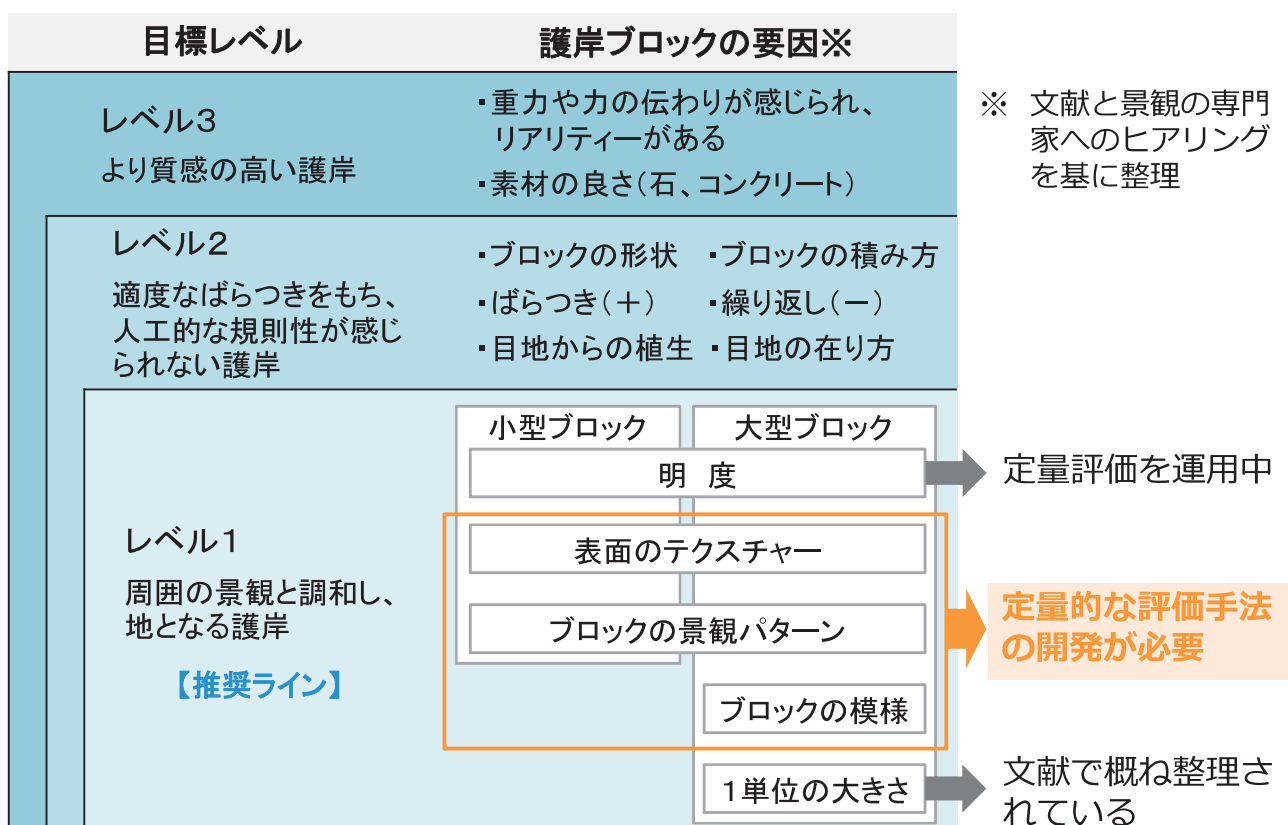 目標レベル
護岸ブロックの要因※
レベル3
より質感の高い護岸
・重力や力の伝わりが感じられ、
リアリティーがある
・素材の良さ(石、コンクリート)
※ 文献と景観の専門
家へのヒアリング
を基に整理
レベル2
適度なばらつきをもち、
人工的な規則性が感じ
られない護岸
・ブロックの形状 ・ブロックの積み方
・ばらつき(+) ・繰り返し(-)
・目地からの植生 ・目地の在り方
レベル1
周囲の景観と調和し、
地となる護岸
【推奨ライン】
小型ブロック
大型ブロック
明 度
定量評価を運用中
表面のテクスチャー
ブロックの景観パターン
ブロックの模様
定量的な評価手法
の開発が必要
1単位の大きさ
文献で概ね整理さ
れている